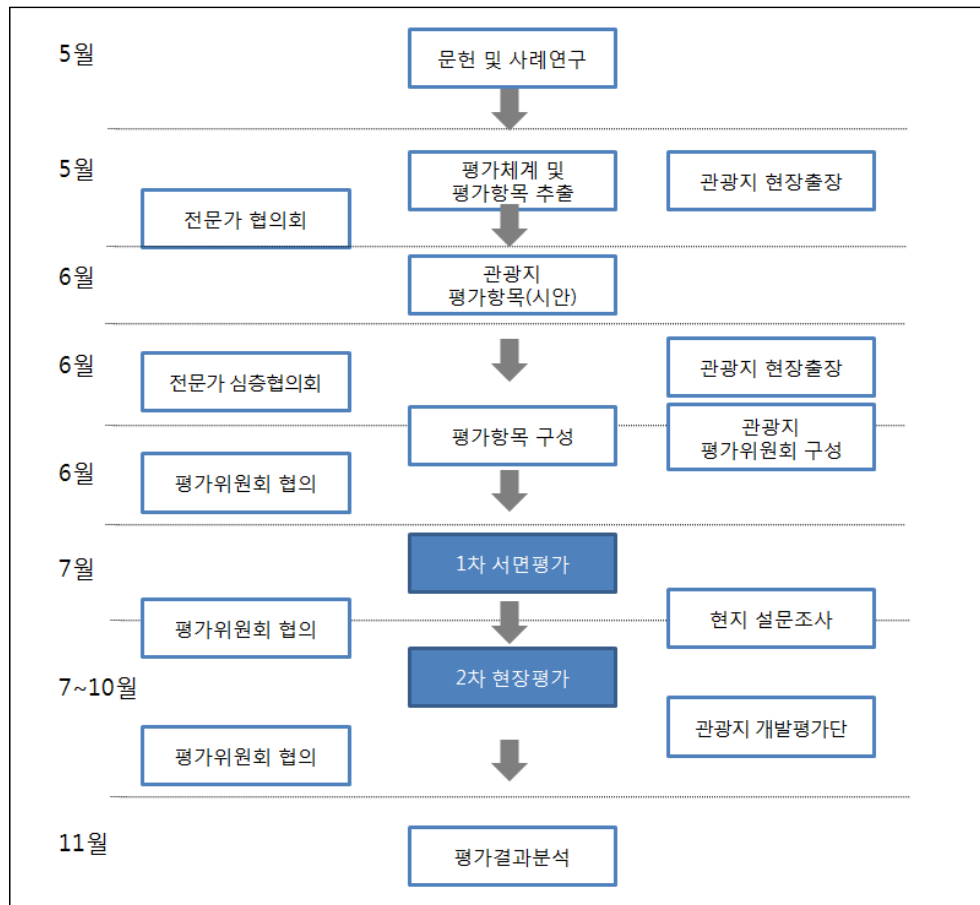 5월
문헌 및 사례연구
5월
평가체계 및
평가항목 추출
관광지 현장출장
전문가 협의회
6월
관광지
평가항목(시안)
6월
전문가 심층협의회
관광지 현장출장
평가항목 구성
관광지
평가위원회 구성
6월
평가위원회 협의
7월
1차 서면평가
평가위원회 협의
현지 설문조사
7~10월
2차 현장평가
관광지 개발평가단
평가위원회 협의
11월
평가결과분석